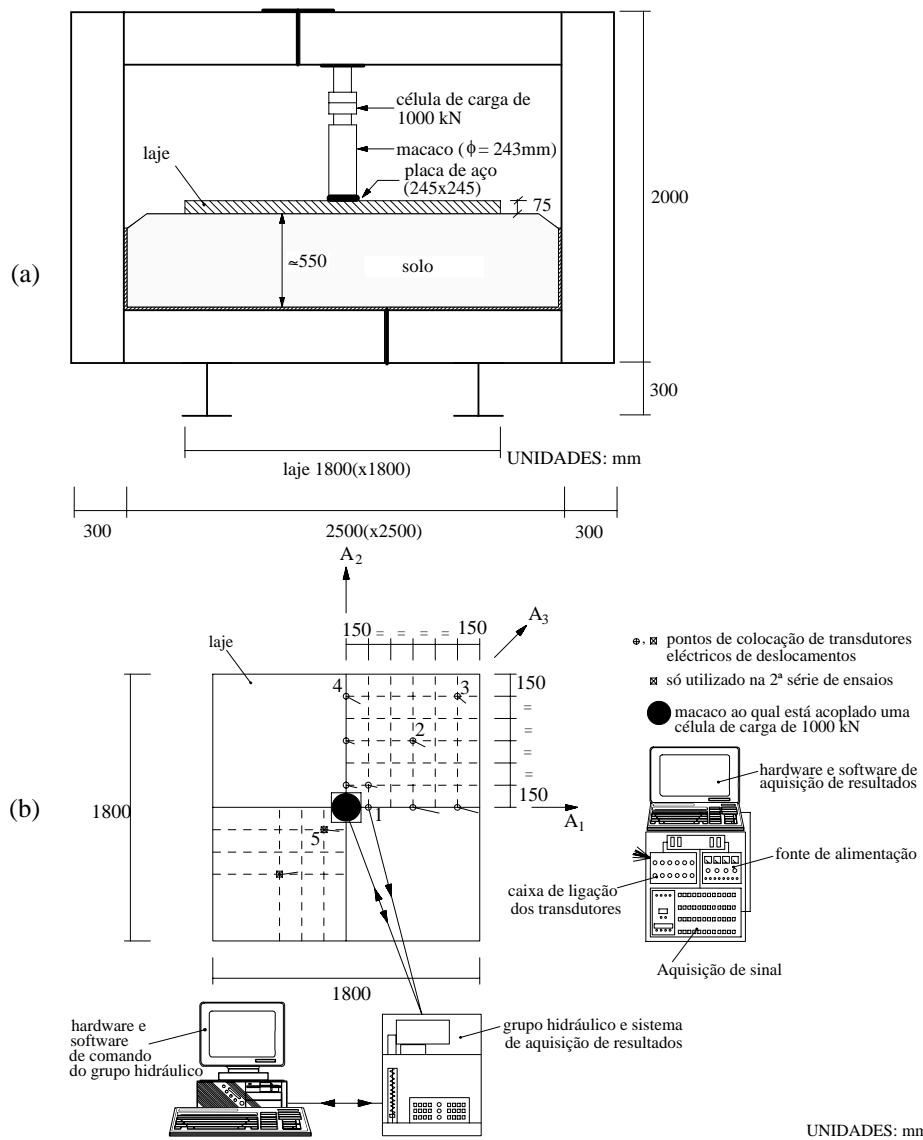 célula de carga de
1000 kN
macaco (ϕ = 243mm)
laje
placa de aço
(245x245)
75
2000
≃550
solo
(a)
300
laje 1800(x1800)
UNIDADES: mm
300
2500(x2500)
300
A2
A3
150 = = = = 150
laje
4
3
2
1
5
150
=
=
=
=
150
A1
(b)
1800
1800
⊕, ⊠ pontos de colocação de transdutores
eléctricos de deslocamentos
⊠ só utilizado na 2ª série de ensaios
macaco ao qual está acoplado uma
célula de carga de 1000 kN
hardware e software de
aquisição de resultados
fonte de alimentação
caixa de ligação
dos transdutores
Aquisição de sinal
hardware e
software
de comando
do grupo hidráulico
grupo hidráulico e sistema
de aquisição de resultados
UNIDADES: mm